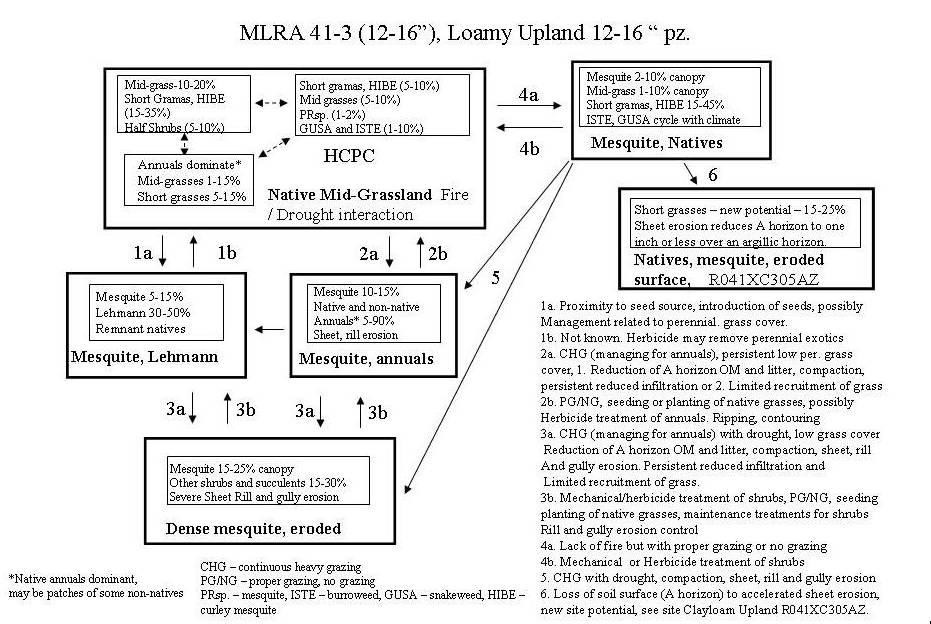 MLRA 41-3 (12-16”), Loamy Upland 12-16 “ pz.
Mid-grass-10-20%
Short Gramas, HIBE
(15-35%)
Half Shrubs (5-10%)
Short gramas, HIBE (5-10%)
Mid grasses (5-10%)
PRsp. (1-2%)
GUSA and ISTE (1-10%)
HCPC
Annuals dominate*
Mid-grasses 1-15%
Short grasses 5-15%
Native Mid-Grassland Fire
/ Drought interaction
4a
4b
Mesquite 2-10% canopy
Mid-grass 1-10% canopy
Short gramas, HIBE 15-45%
ISTE, GUSA cycle with climate
Mesquite, Natives
6
Short grasses – new potential – 15-25%
Sheet erosion reduces A horizon to one
inch or less over an argillic horizon.
Natives, mesquite, eroded
surface, R041XC305AZ
1a
1b
2a
2b
5
Mesquite 5-15%
Lehmann 30-50%
Remnant natives
Mesquite, Lehmann
Mesquite 10-15%
Native and non-native
Annuals* 5-90%
Sheet, rill erosion
Mesquite, annuals
3a
3b
3a
3b
Mesquite 15-25% canopy
Other shrubs and succulents 15-30%
Severe Sheet Rill and gully erosion
Dense mesquite, eroded
1a. Proximity to seed source, introduction of seeds, possibly
Management related to perennial. grass cover.
1b. Not known. Herbicide may remove perennial exotics
2a. CHG (managing for annuals), persistent low per. grass
cover, 1. Reduction of A horizon OM and litter, compaction,
persistent reduced infiltration or 2. Limited recruitment of grass
2b. PG/NG, seeding or planting of native grasses, possibly
Herbicide treatment of annuals. Ripping, contouring
3a. CHG (managing for annuals) with drought, low grass cover
Reduction of A horizon OM and litter, compaction, sheet, rill
And gully erosion. Persistent reduced infiltration and
Limited recruitment of grass.
3b. Mechanical/herbicide treatment of shrubs, PG/NG, seeding
planting of native grasses, maintenance treatments for shrubs
Rill and gully erosion control
4a. Lack of fire but with proper grazing or no grazing
4b. Mechanical or Herbicide treatment of shrubs
5. CHG with drought, compaction, sheet, rill and gully erosion
6. Loss of soil surface (A horizon) to accelerated sheet erosion,
new site potential, see site Clayloam Upland R041XC305AZ.
*Native annuals dominant,
may be patches of some non-natives
CHG – continuous heavy grazing
PG/NG – proper grazing, no grazing
PRsp. – mesquite, ISTE – burroweed, GUSA – snakeweed, HIBE –
curley mesquite